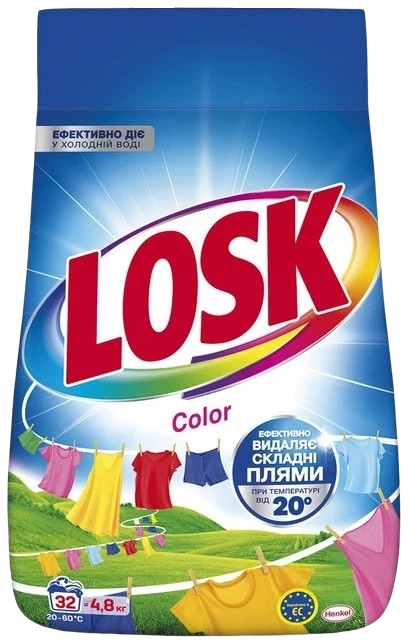 ЕФЕКТИВНО ДІЄ
У ХОЛОДНІЙ ВОДІ
LOSK
Color
ЕФЕКТИВНО
ВИДАЛЯЄ
СКЛАДНІ
ПЛЯМИ
ПРИ ТЕМПЕРАТУРІ
ВІД 20°
32 = 4,8 кг
20-60°C
ЄС
Henkel